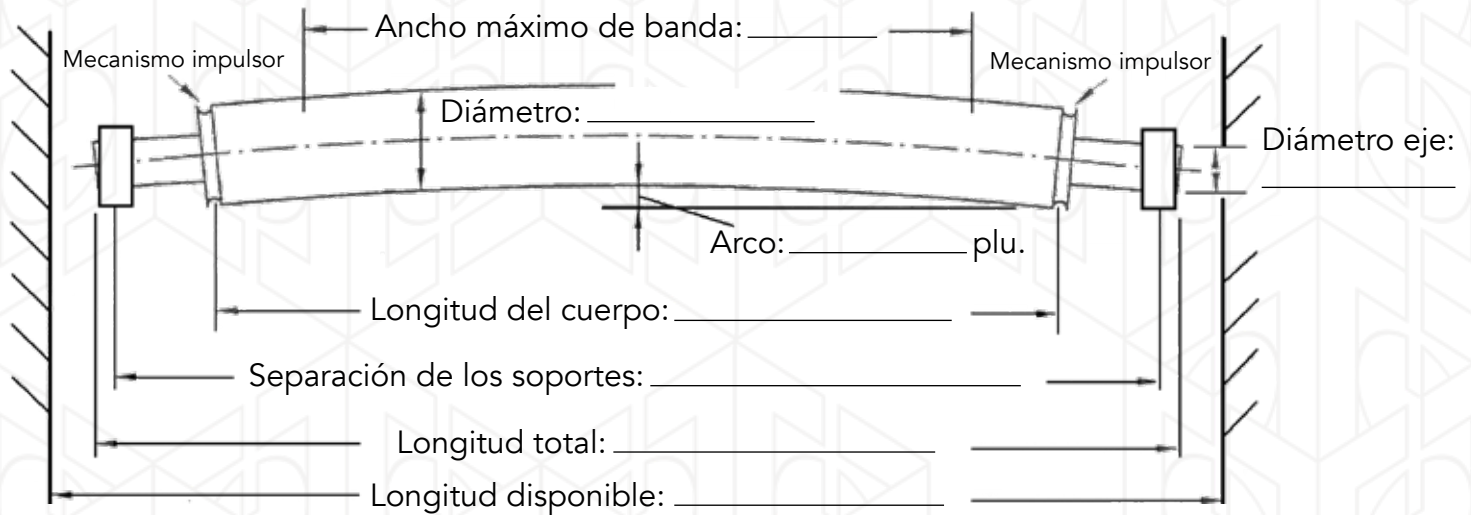 Ancho máximo de banda:
Mecanismo impulsor
Mecanismo impulsor
Diámetro:
Diámetro eje:
Arco: plu.
Longitud del cuerpo:
Separación de los soportes:
Longitud total:
Longitud disponible: